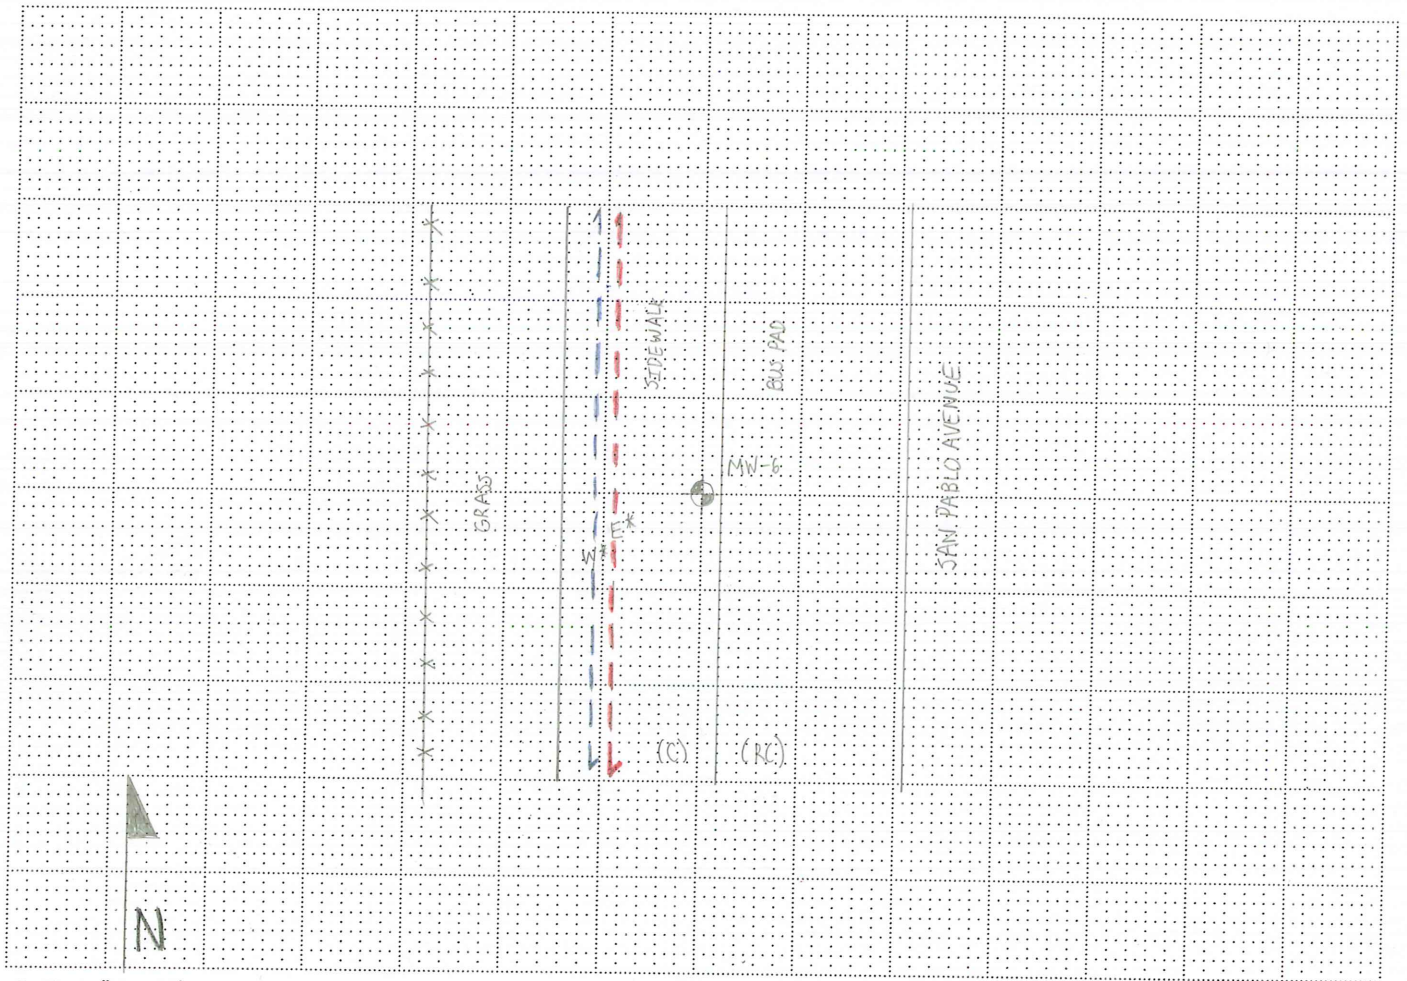 SIDEWALK
BUS PAD
SAN PABLO AVENUE
MW-6
GRASS
E*
W*
(C)
(RC)
N